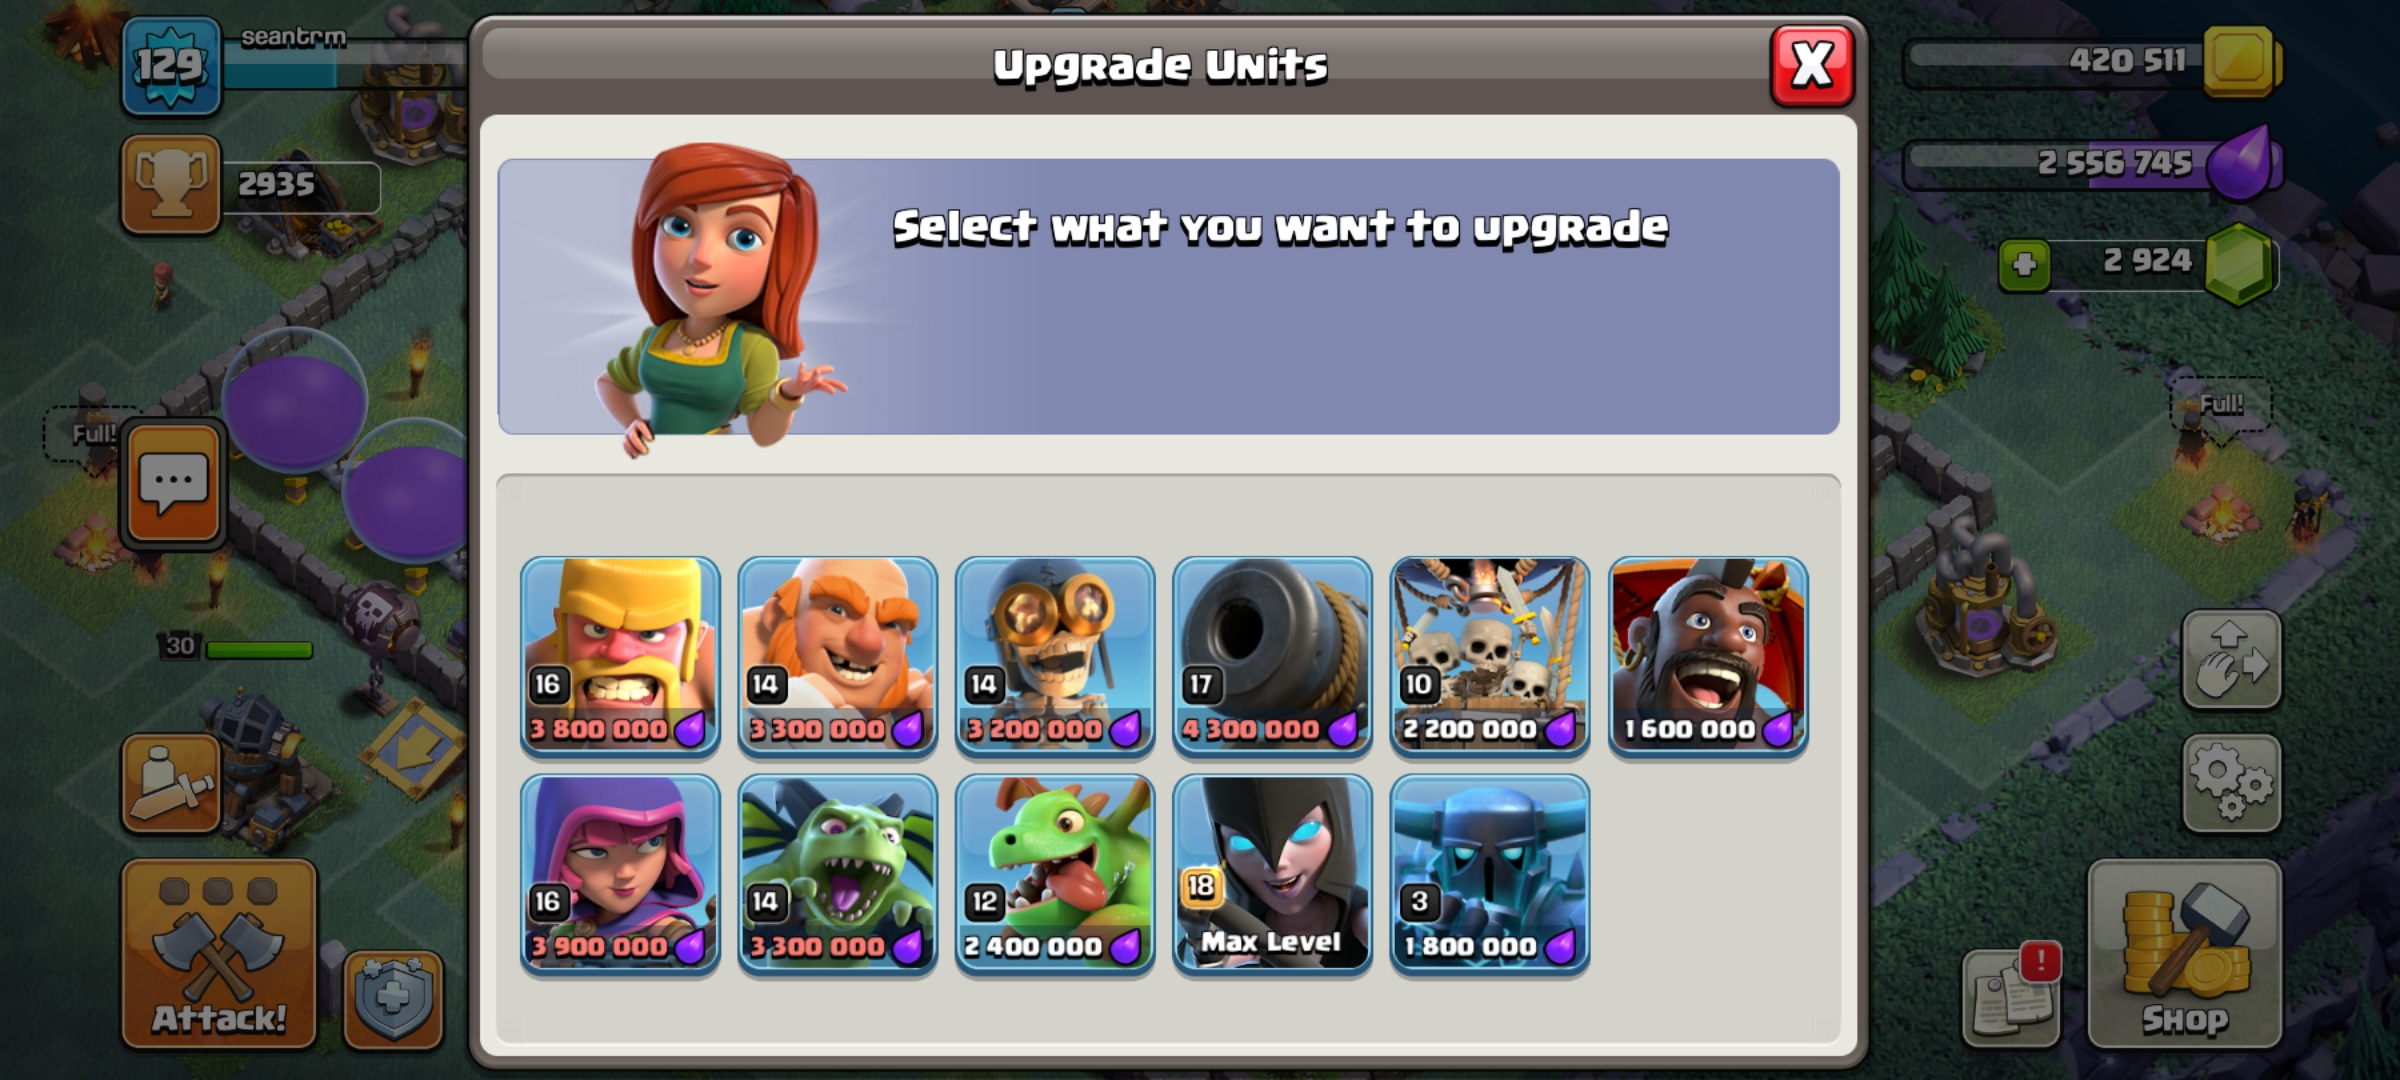 129
seantrm
Upgrade Units
X
420 511
2935
2 556 745
Select what you want to upgrade
2 924
Full!
Full!
30
16
3 800 000
14
3 300 000
14
3 200 000
17
4 300 000
10
2 200 000
1 600 000
16
3 900 000
14
3 300 000
12
2 400 000
18
Max Level
3
1 800 000
Attack!
!
Shop